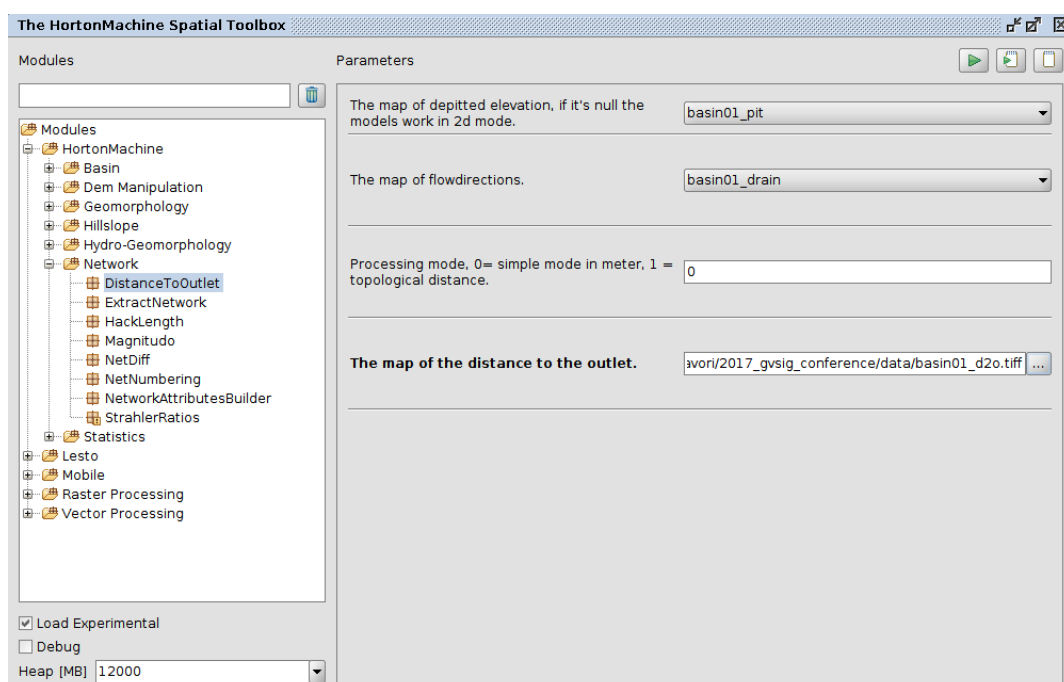 The HortonMachine Spatial Toolbox
Modules
Parameters
Modules
HortonMachine
Basin
Dem Manipulation
Geomorphology
Hillslope
Hydro-Geomorphology
Network
DistanceToOutlet
ExtractNetwork
HackLength
Magnitudo
NetDiff
NetNumbering
NetworkAttributesBuilder
StrahlerRatios
Statistics
Lesto
Mobile
Raster Processing
Vector Processing
Load Experimental
Debug
Heap [MB] 12000
The map of depitted elevation, if it's null the
models work in 2d mode.
basin01_pit
The map of flowdirections.
basin01_drain
Processing mode, 0= simple mode in meter, 1 =
topological distance.
0
The map of the distance to the outlet.
avori/2017_gvsig_conference/data/basin01_d2o.tiff ...